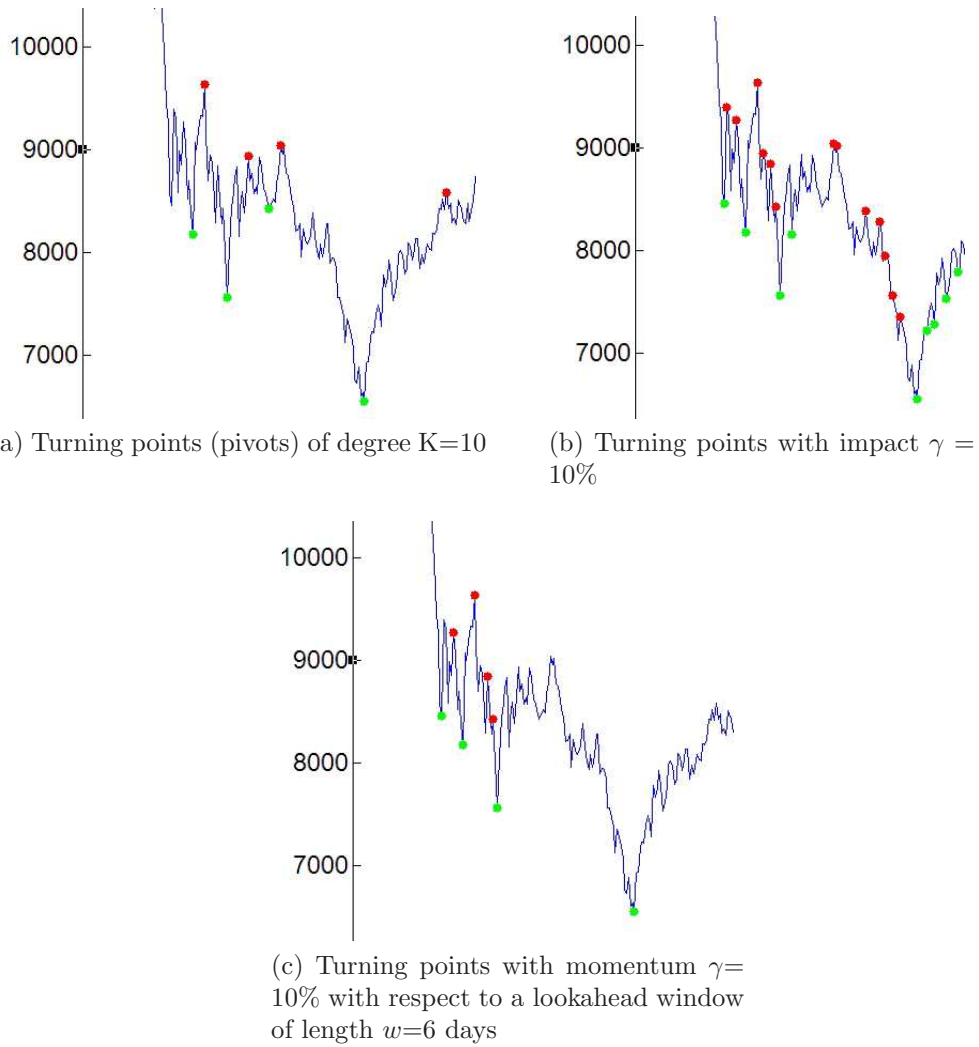 10000
9000
8000
7000
a) Turning points (pivots) of degree K=10
10000
9000
8000
7000
(b) Turning points with impact γ =
10%
10000
9000
8000
7000
(c) Turning points with momentum γ=
10% with respect to a lookahead window
of length w=6 days